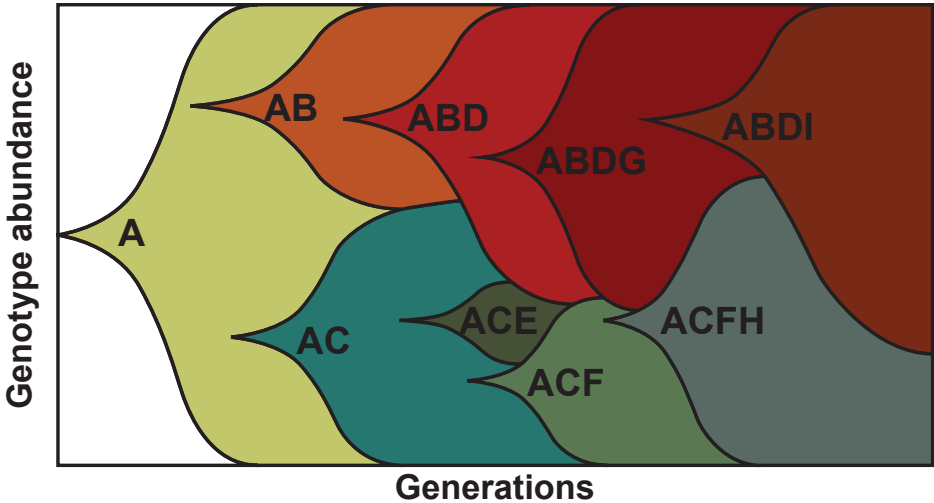 Genotype abundance
A
AB
ABD
ABDG
ABDI
AC
ACE
ACF
ACFH
Generations